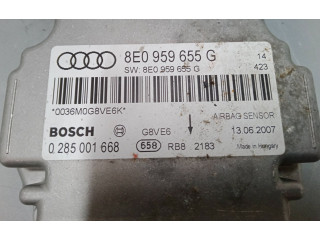 8E0 959 655 G 14
SW: 8E0 959 655 G 423
*0036M0G8VE6K*
AIRBAG SENSOR
BOSCH G8VE6 13.06.2007
0 285 001 668 658 RB8 2183 Made in Hungary